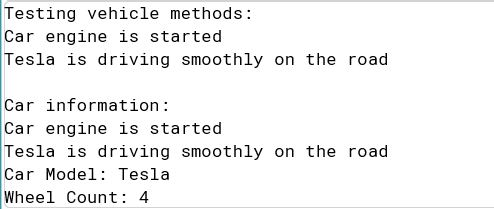 Testing vehicle methods:
Car engine is started
Tesla is driving smoothly on the road

Car information:
Car engine is started
Tesla is driving smoothly on the road
Car Model: Tesla
Wheel Count: 4